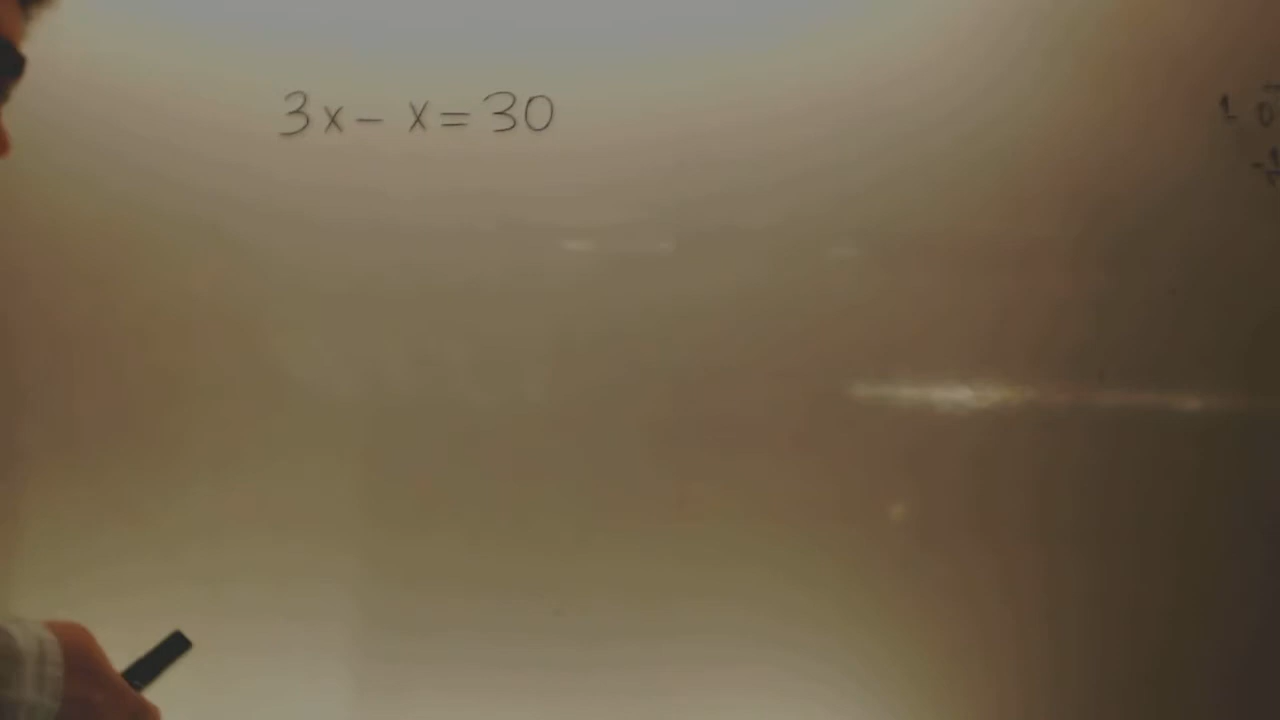 3x - x = 30